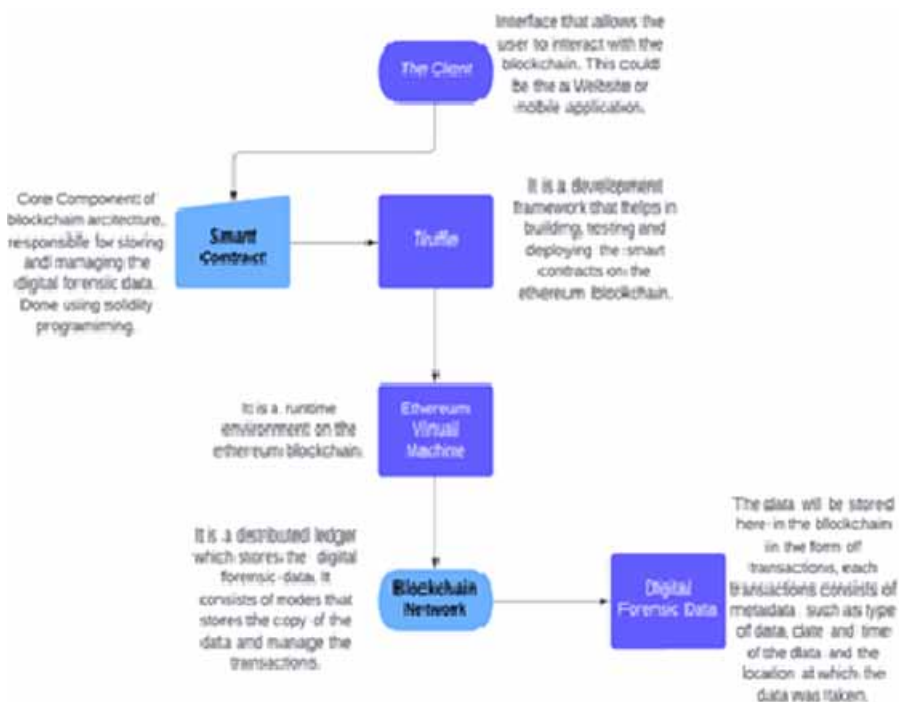 Interface that allows the
user to interact with the
blockchain. This could
be the a Website or
mobile application.
The Client
Core Component of
blockchain arcitecture,
responsible for storing
and managing the
digital forensic data.
Done using solidity
programiming.
Smart
Contract
Truffle
It is a development
framework that helps in
building, testing and
deploying the smart
contracts on the
ethereum Blockchain.
It is a runtime
environment on the
ethereum blockchain.
Ethereum
Virtual
Machine
It is a distributed ledger
which stores the digital
forensic data. It
consists of nodes that
stores the copy of the
data and manage the
transactions.
Blockchain
Network
Digital
Forensic Data
The data will be stored
here in the blockchain
in the form of
transactions, each
transactions consists of
metadata such as type
of data, date and time
of the data and the
location at which the
data was taken.